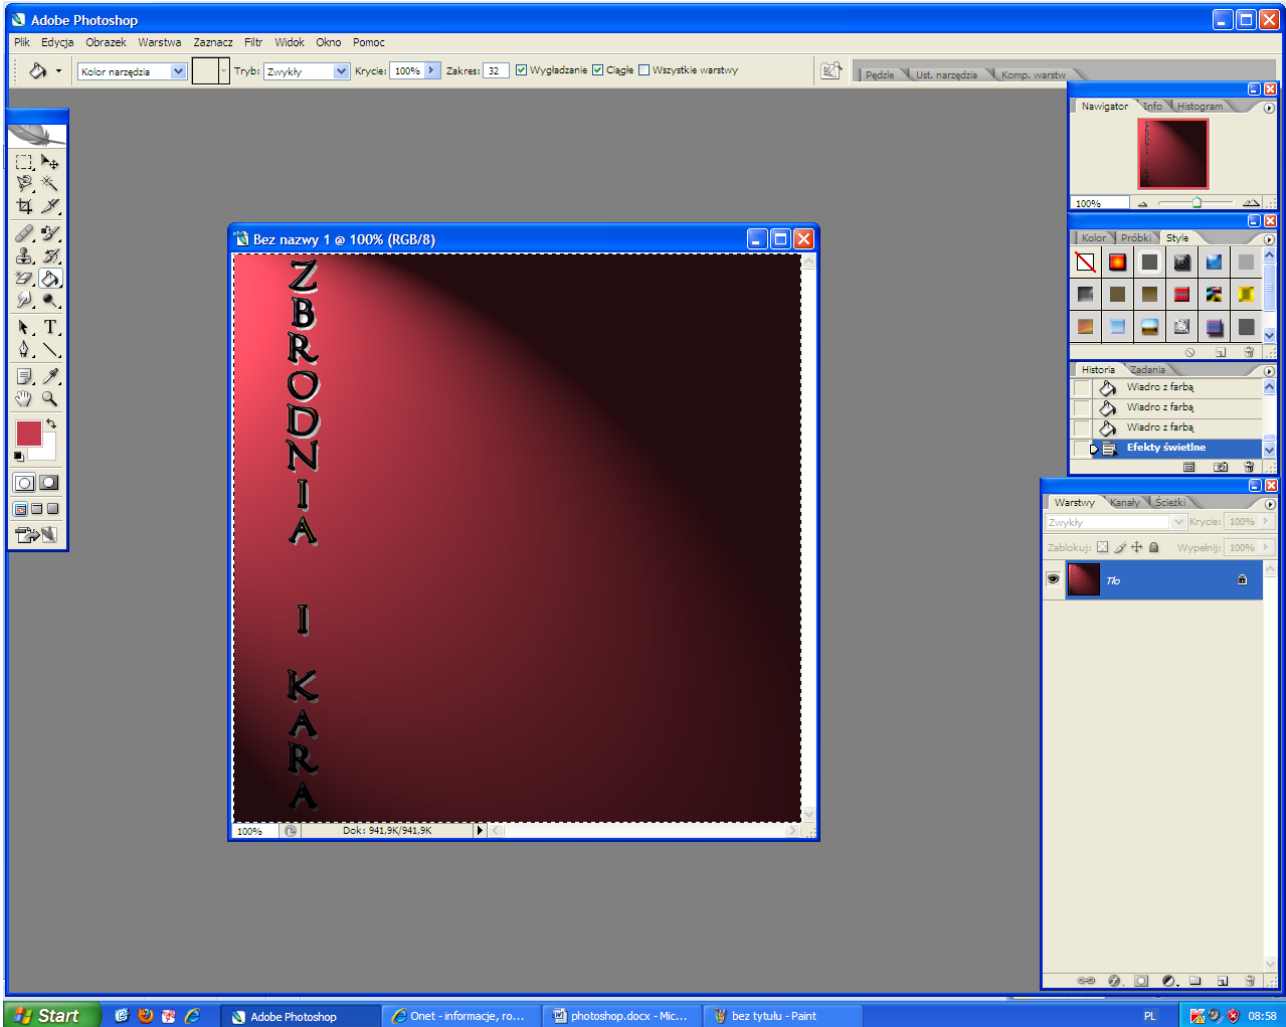 Adobe Photoshop
Plik Edycja Obrazek Warstwa Zaznacz Filtr Widok Okno Pomoc
Kolor narzędzia Tryb: Zwykły Krycie: 100% Zakres: 32 Wygładzanie Ciągłe Wszystkie warstwy
Pędzle Ust. narzędzia Komp. warstw
Nawigator Info Histogram
100%
Kolor Próbki Style
Historia Zadania
Wiadro z farbą
Wiadro z farbą
Wiadro z farbą
Efekty świetlne
Warstwy Kanały Ścieżki
Zwykły Krycie: 100%
Zablokuj: Wypełnij: 100%
Tło
Bez nazwy 1 @ 100% (RGB/8)
ZBRODNIA I KARA
100% Dok: 941,9K/941,9K
T
Start Adobe Photoshop Onet - informacje, ro... photoshop.docx - Mic... bez tytułu - Paint PL 08:58